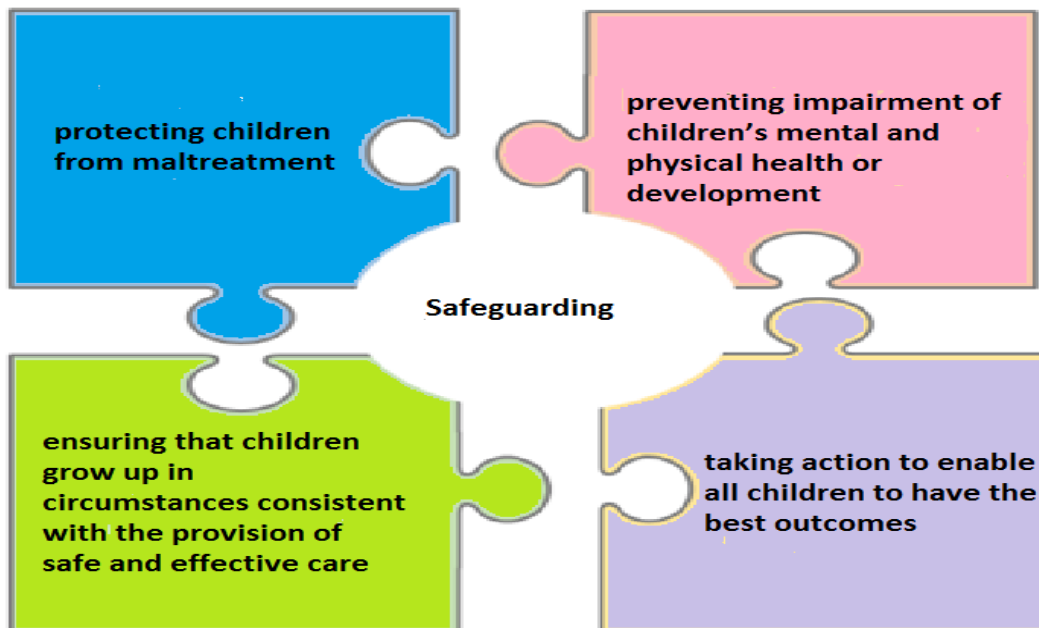 protecting children
from maltreatment
preventing impairment of
children’s mental and
physical health or
development
Safeguarding
ensuring that children
grow up in
circumstances consistent
with the provision of
safe and effective care
taking action to enable
all children to have the
best outcomes